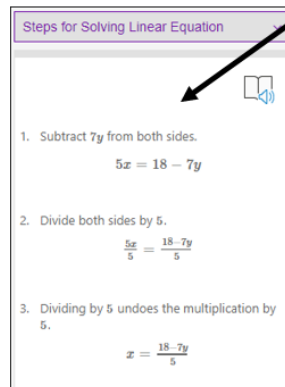 Steps for Solving Linear Equation
1. Subtract 7y from both sides.
5x = 18 − 7y
2. Divide both sides by 5.
5x/5 = 18−7y/5
3. Dividing by 5 undoes the multiplication by
5.
x = 18−7y/5